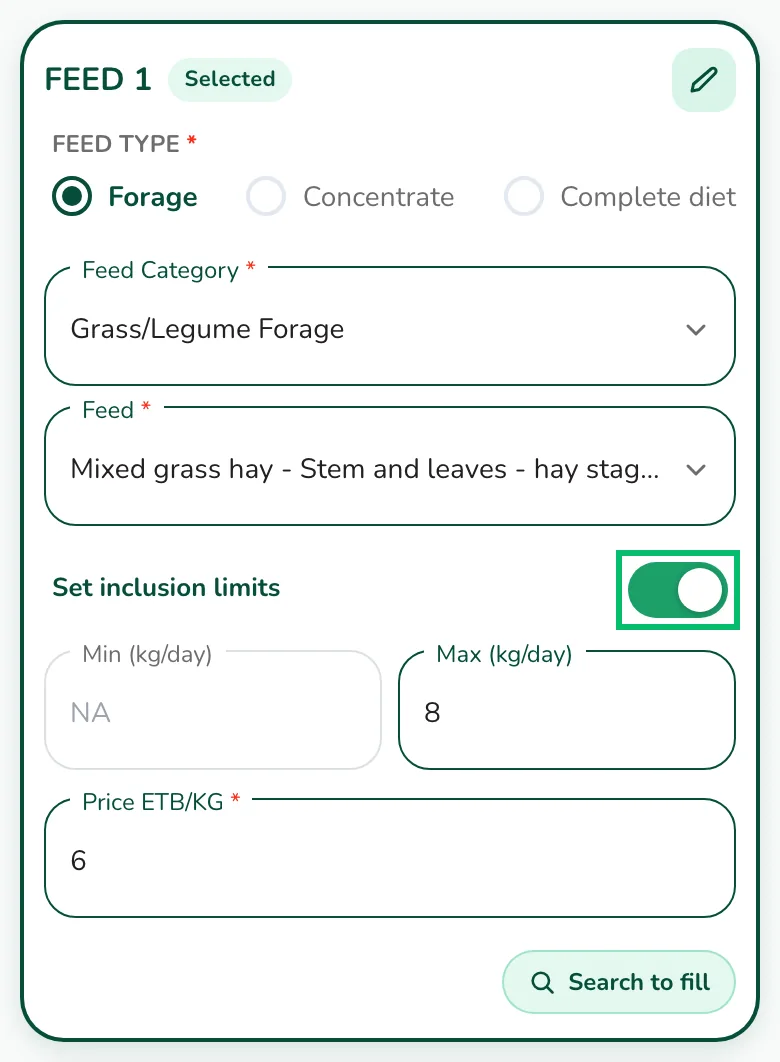 FEED 1 Selected
FEED TYPE *
Forage Concentrate Complete diet
Feed Category *
Grass/Legume Forage
Feed *
Mixed grass hay - Stem and leaves - hay stag...
Set inclusion limits
Min (kg/day) Max (kg/day)
NA 8
Price ETB/KG *
6
Search to fill